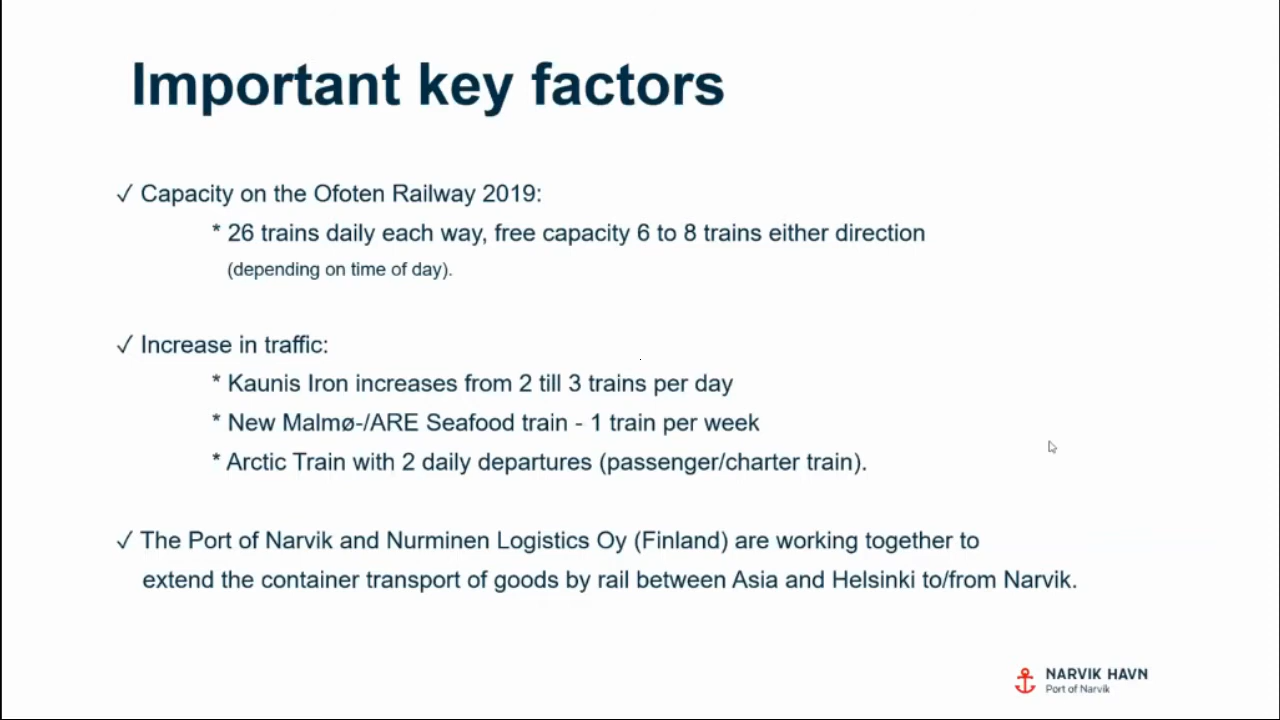 Important key factors
✓ Capacity on the Ofoten Railway 2019:
* 26 trains daily each way, free capacity 6 to 8 trains either direction
(depending on time of day).
✓ Increase in traffic:
* Kaunis Iron increases from 2 till 3 trains per day
* New Malmø-/ARE Seafood train - 1 train per week
* Arctic Train with 2 daily departures (passenger/charter train).
✓ The Port of Narvik and Nurminen Logistics Oy (Finland) are working together to
extend the container transport of goods by rail between Asia and Helsinki to/from Narvik.
NARVIK HAVN
Port of Narvik